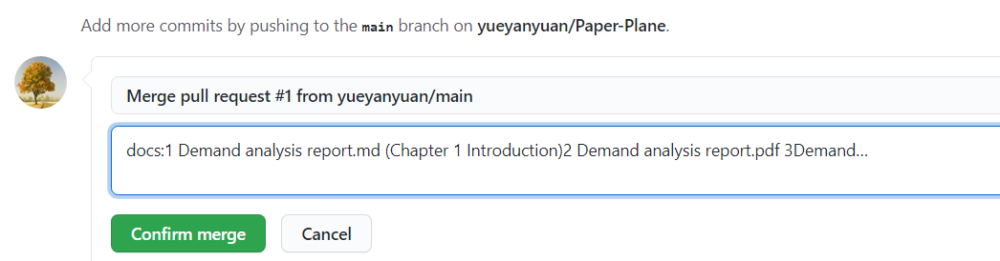 Add more commits by pushing to the main branch on yueyanyuan/Paper-Plane.
Merge pull request #1 from yueyanyuan/main
docs:1 Demand analysis report.md (Chapter 1 Introduction)2 Demand analysis report.pdf 3Demand...
Confirm merge
Cancel